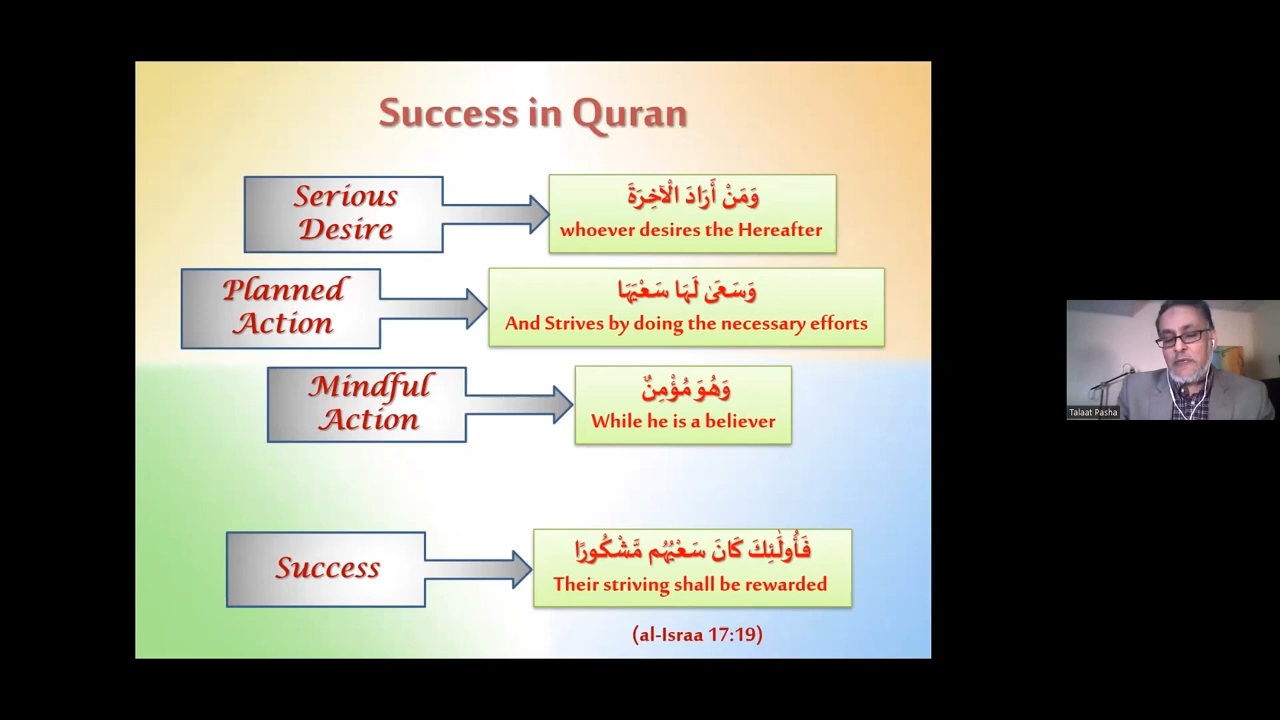 Success in Quran
Serious
Desire
وَمَنْ أَرَادَ الْآخِرَةَ
whoever desires the Hereafter
Planned
Action
وَسَعَىٰ لَهَا سَعْيَهَا
And Strives by doing the necessary efforts
Mindful
Action
وَهُوَ مُؤْمِنٌ
While he is a believer
Success
فَأُولَٰئِكَ كَانَ سَعْيُهُم مَّشْكُورًا
Their striving shall be rewarded
(al-Israa 17:19)
Talaat Pasha